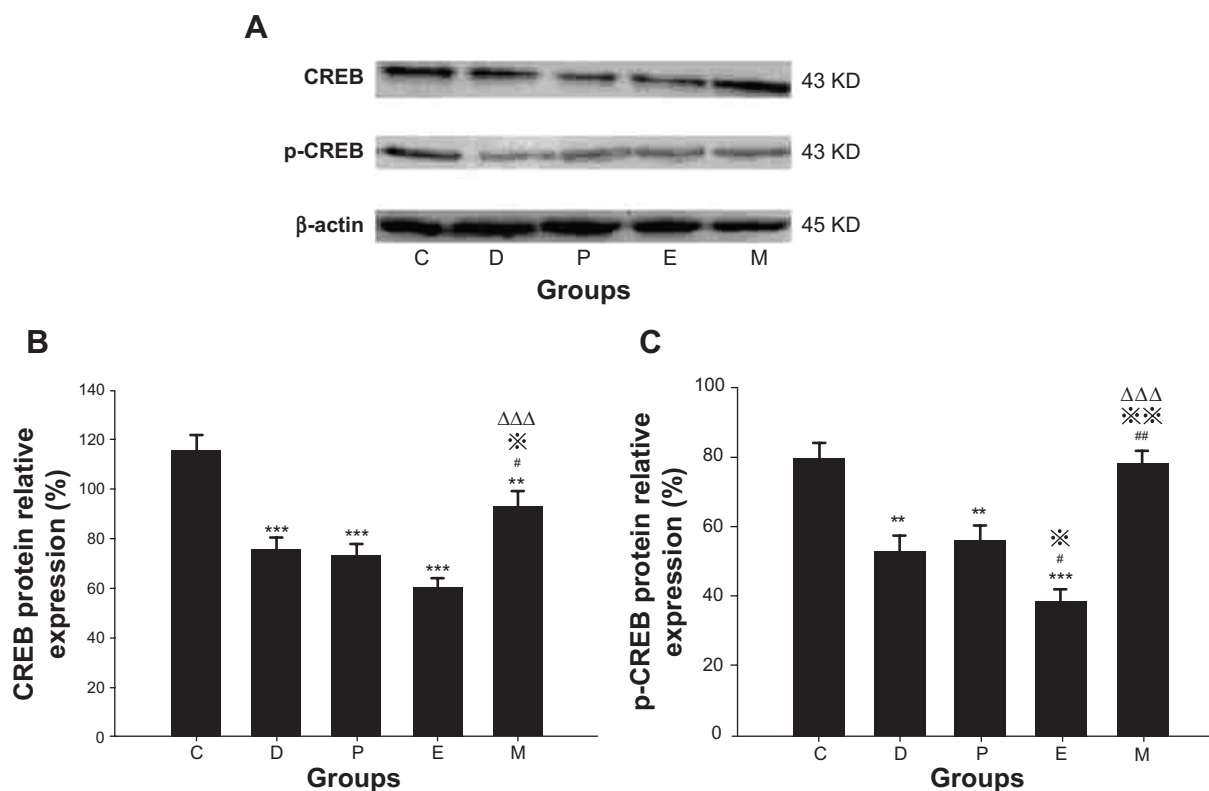 A
CREB 43 KD
p-CREB 43 KD
β-actin 45 KD
C D P E M
Groups
B
CREB protein relative
expression (%)
140
120
100
80
60
40
20
0
***
***
***
ΔΔΔ
※
#
**
C D P E M
Groups
C
p-CREB protein relative
expression (%)
100
80
60
40
20
0
**
**
※
#
***
ΔΔΔ
※※
##
C D P E M
Groups